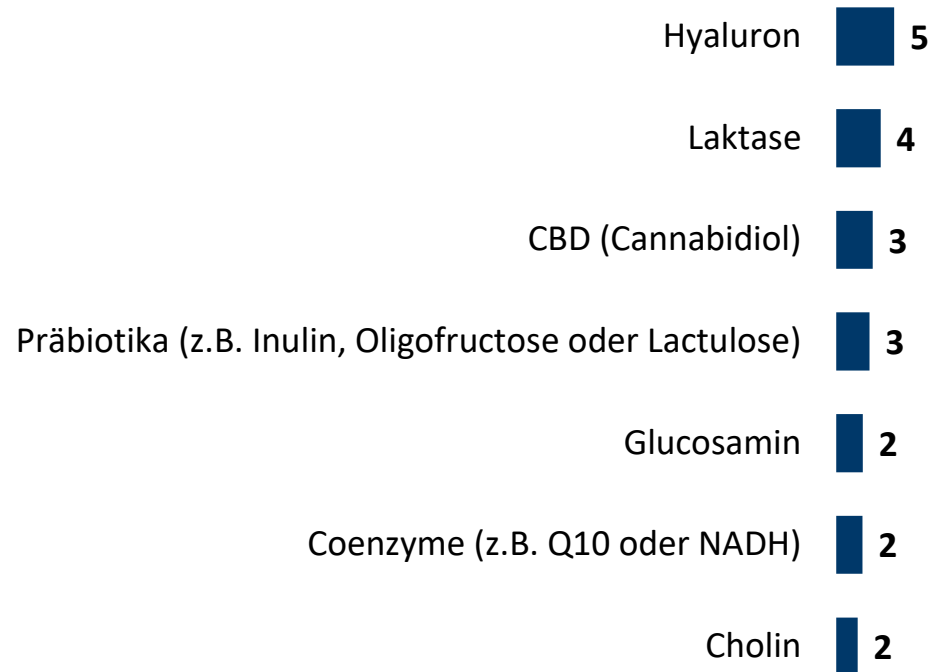 Hyaluron 5
Laktase 4
CBD (Cannabidiol) 3
Präbiotika (z.B. Inulin, Oligofructose oder Lactulose) 3
Glucosamin 2
Coenzyme (z.B. Q10 oder NADH) 2
Cholin 2